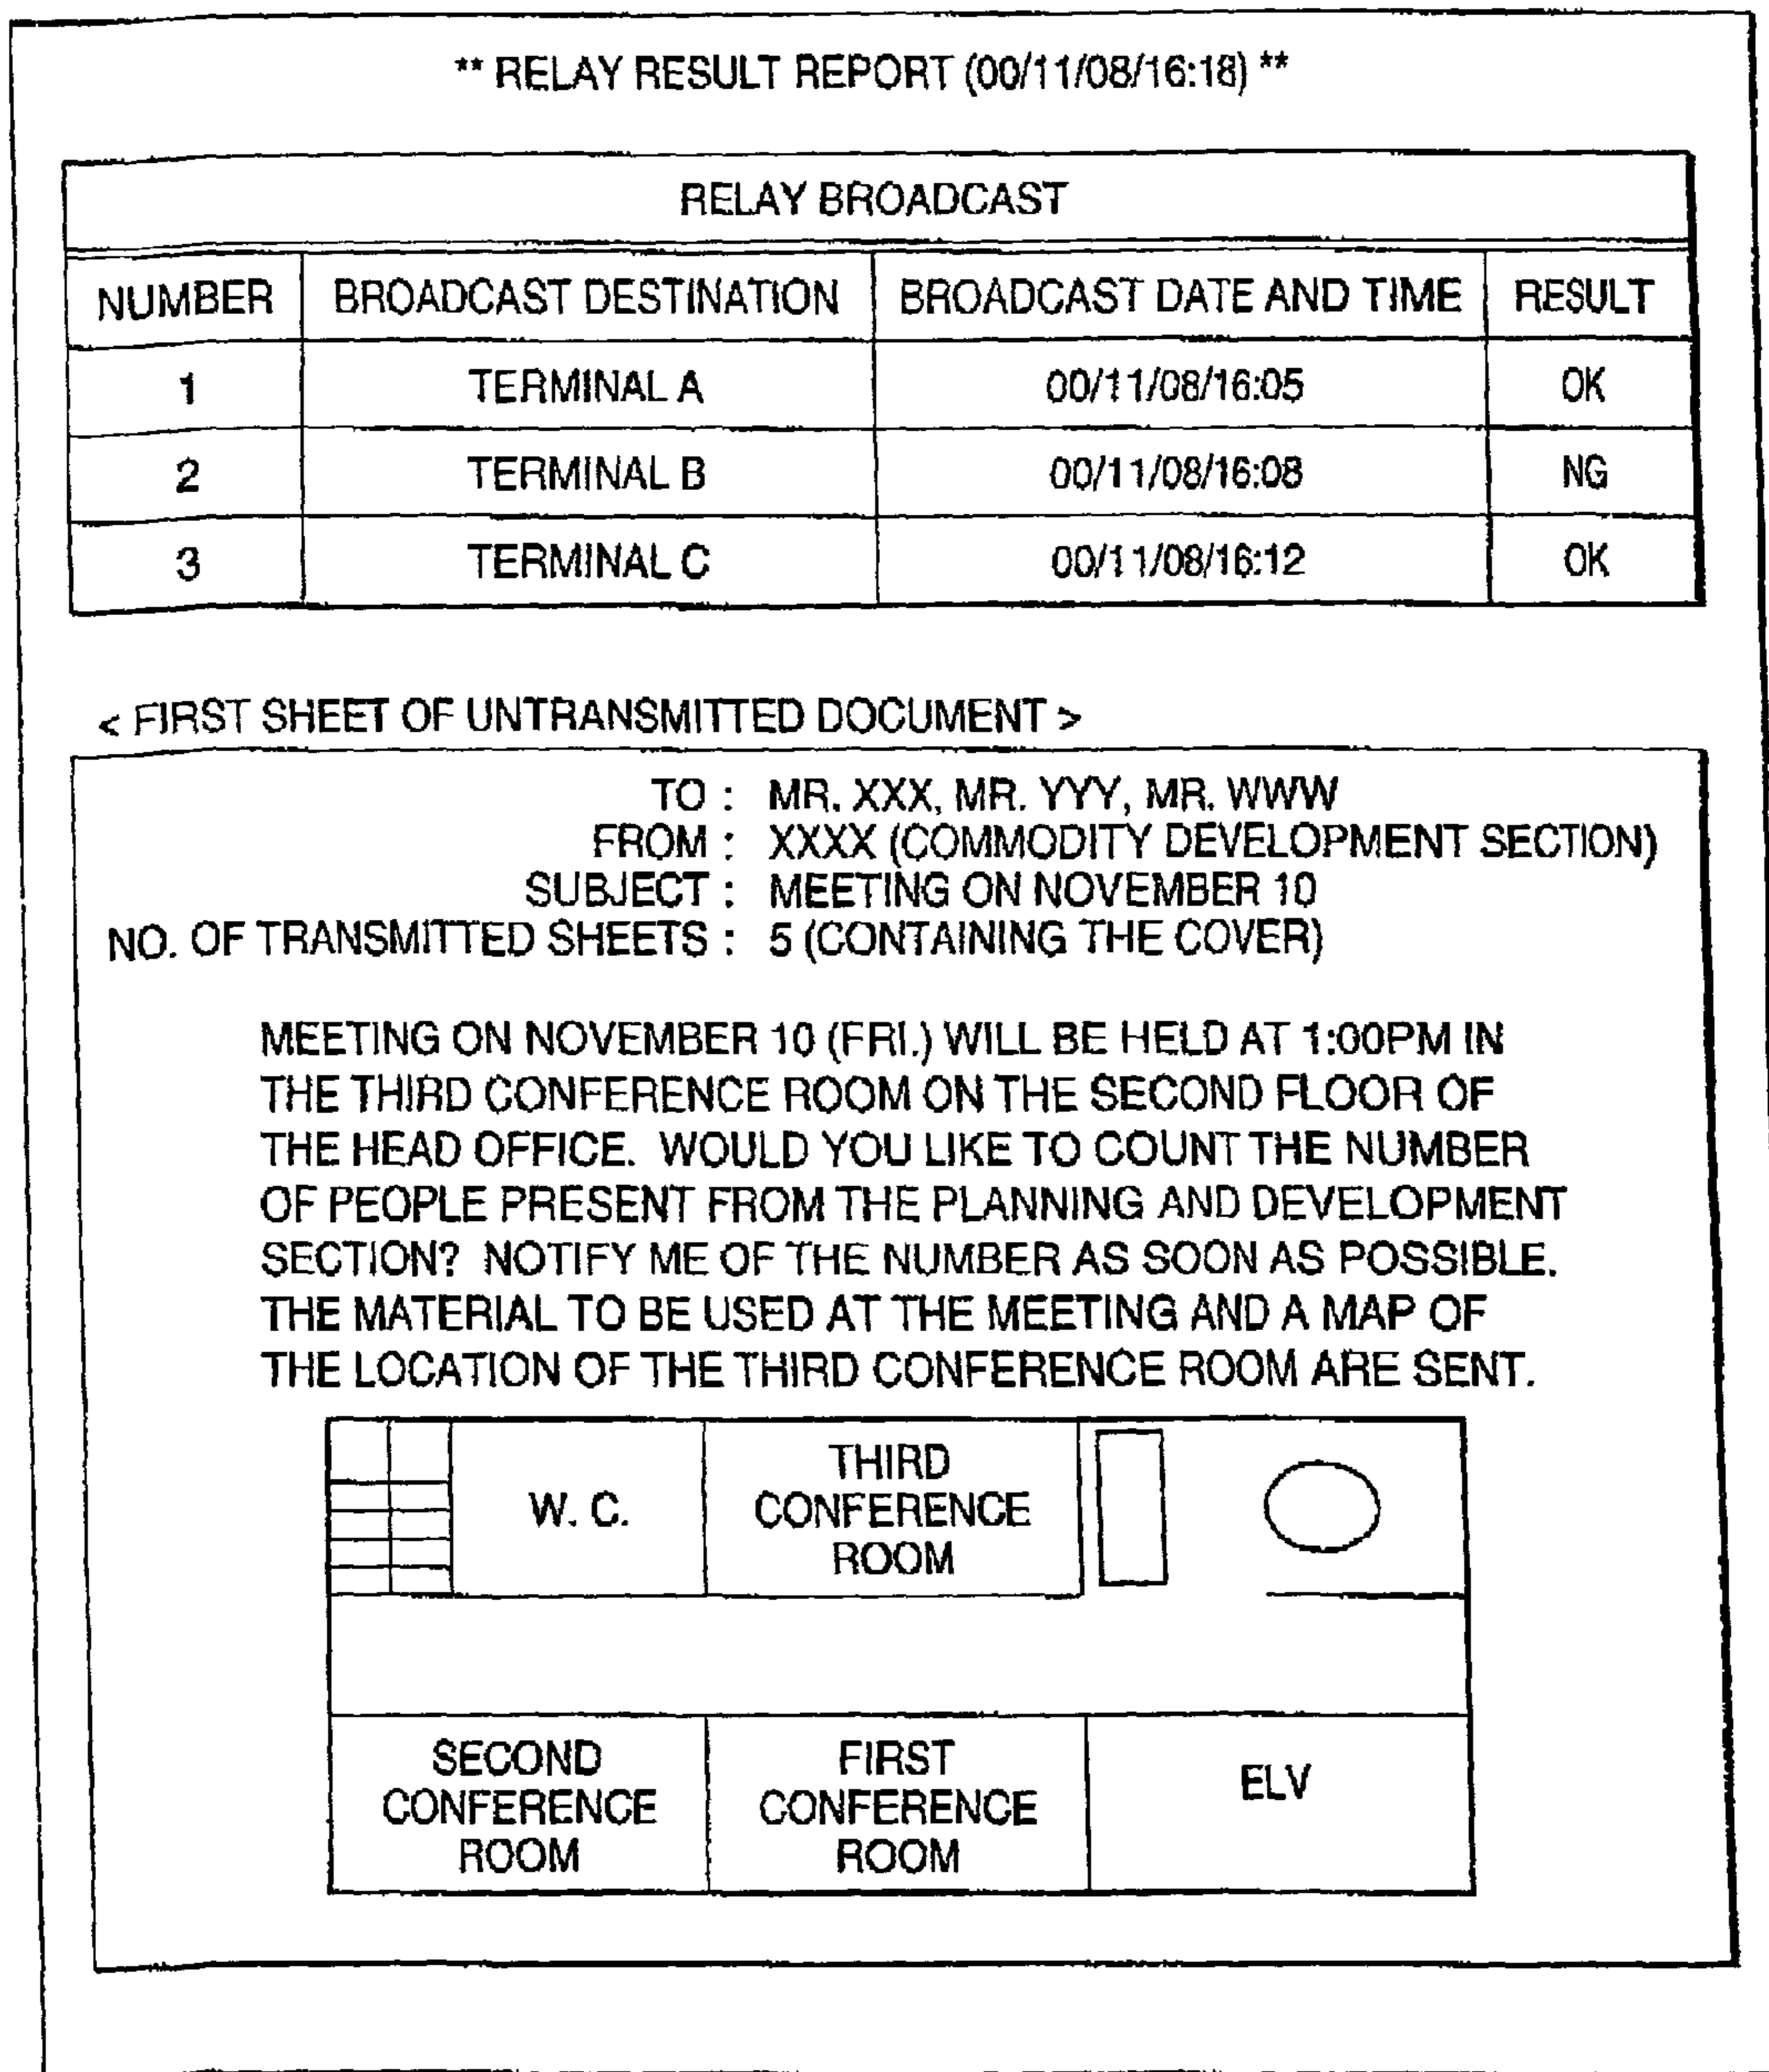 ** RELAY RESULT REPORT (00/11/08/16:18) **
RELAY BROADCAST
NUMBER BROADCAST DESTINATION BROADCAST DATE AND TIME RESULT
1 TERMINAL A 00/11/08/16:05 OK
2 TERMINAL B 00/11/08/16:08 NG
3 TERMINAL C 00/11/08/16:12 OK
< FIRST SHEET OF UNTRANSMITTED DOCUMENT >
TO : MR. XXX, MR. YYY, MR. WWW
FROM : XXXX (COMMODITY DEVELOPMENT SECTION)
SUBJECT : MEETING ON NOVEMBER 10
NO. OF TRANSMITTED SHEETS : 5 (CONTAINING THE COVER)
MEETING ON NOVEMBER 10 (FRI.) WILL BE HELD AT 1:00PM IN
THE THIRD CONFERENCE ROOM ON THE SECOND FLOOR OF
THE HEAD OFFICE. WOULD YOU LIKE TO COUNT THE NUMBER
OF PEOPLE PRESENT FROM THE PLANNING AND DEVELOPMENT
SECTION? NOTIFY ME OF THE NUMBER AS SOON AS POSSIBLE.
THE MATERIAL TO BE USED AT THE MEETING AND A MAP OF
THE LOCATION OF THE THIRD CONFERENCE ROOM ARE SENT.
W. C.
THIRD
CONFERENCE
ROOM
SECOND
CONFERENCE
ROOM
FIRST
CONFERENCE
ROOM
ELV